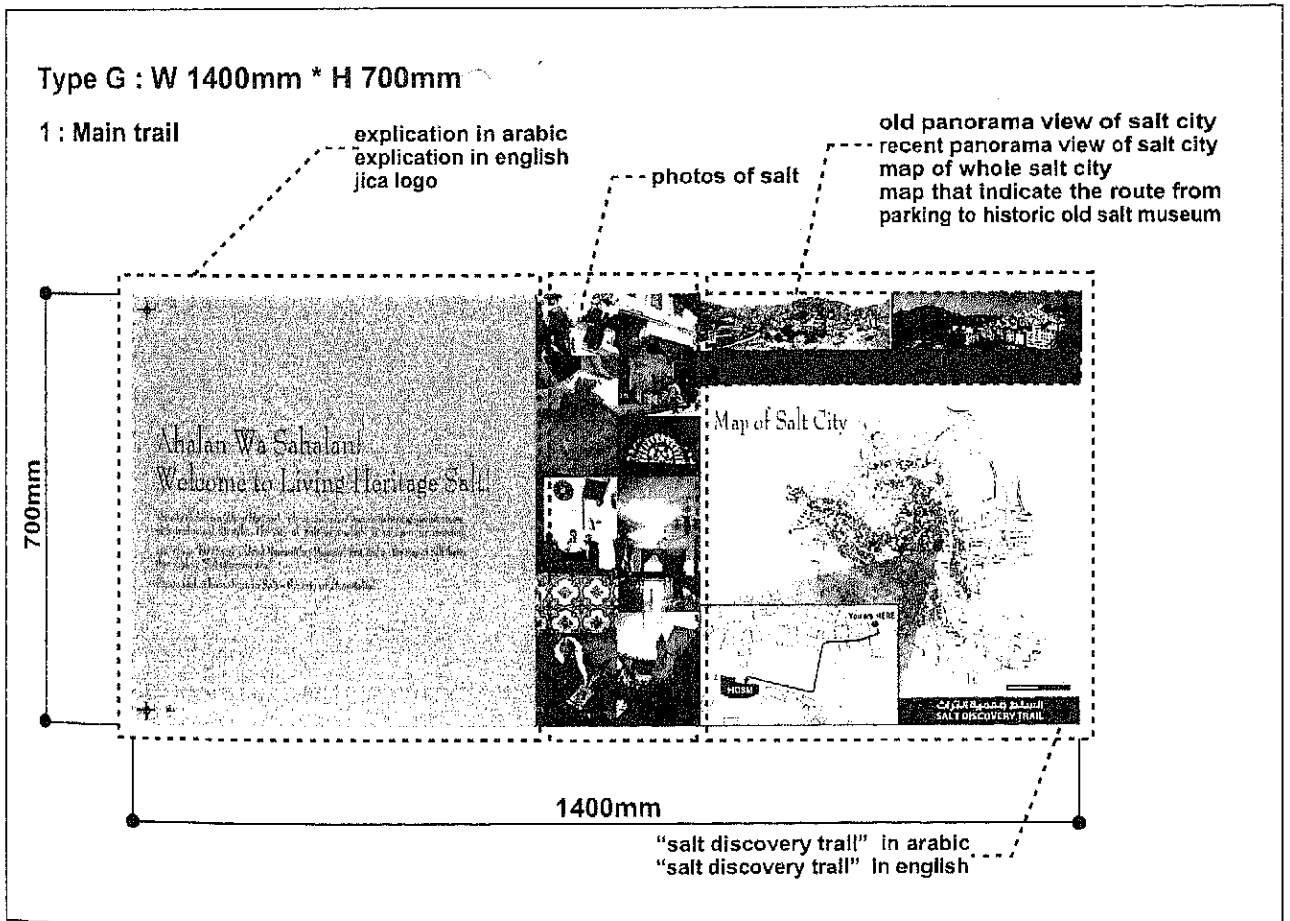 Type G : W 1400mm * H 700mm
1 : Main trail
explication in arabic
explication in english
jica logo
photos of salt
old panorama view of salt city
recent panorama view of salt city
map of whole salt city
map that indicate the route from
parking to historic old salt museum
700mm
Ahalan Wa Sahalan!
Welcome to Living Heritage Salt!
Map of Salt City
You are HERE
HOSM
SALT DISCOVERY TRAIL
1400mm
"salt discovery trail" in arabic
"salt discovery trail" in english